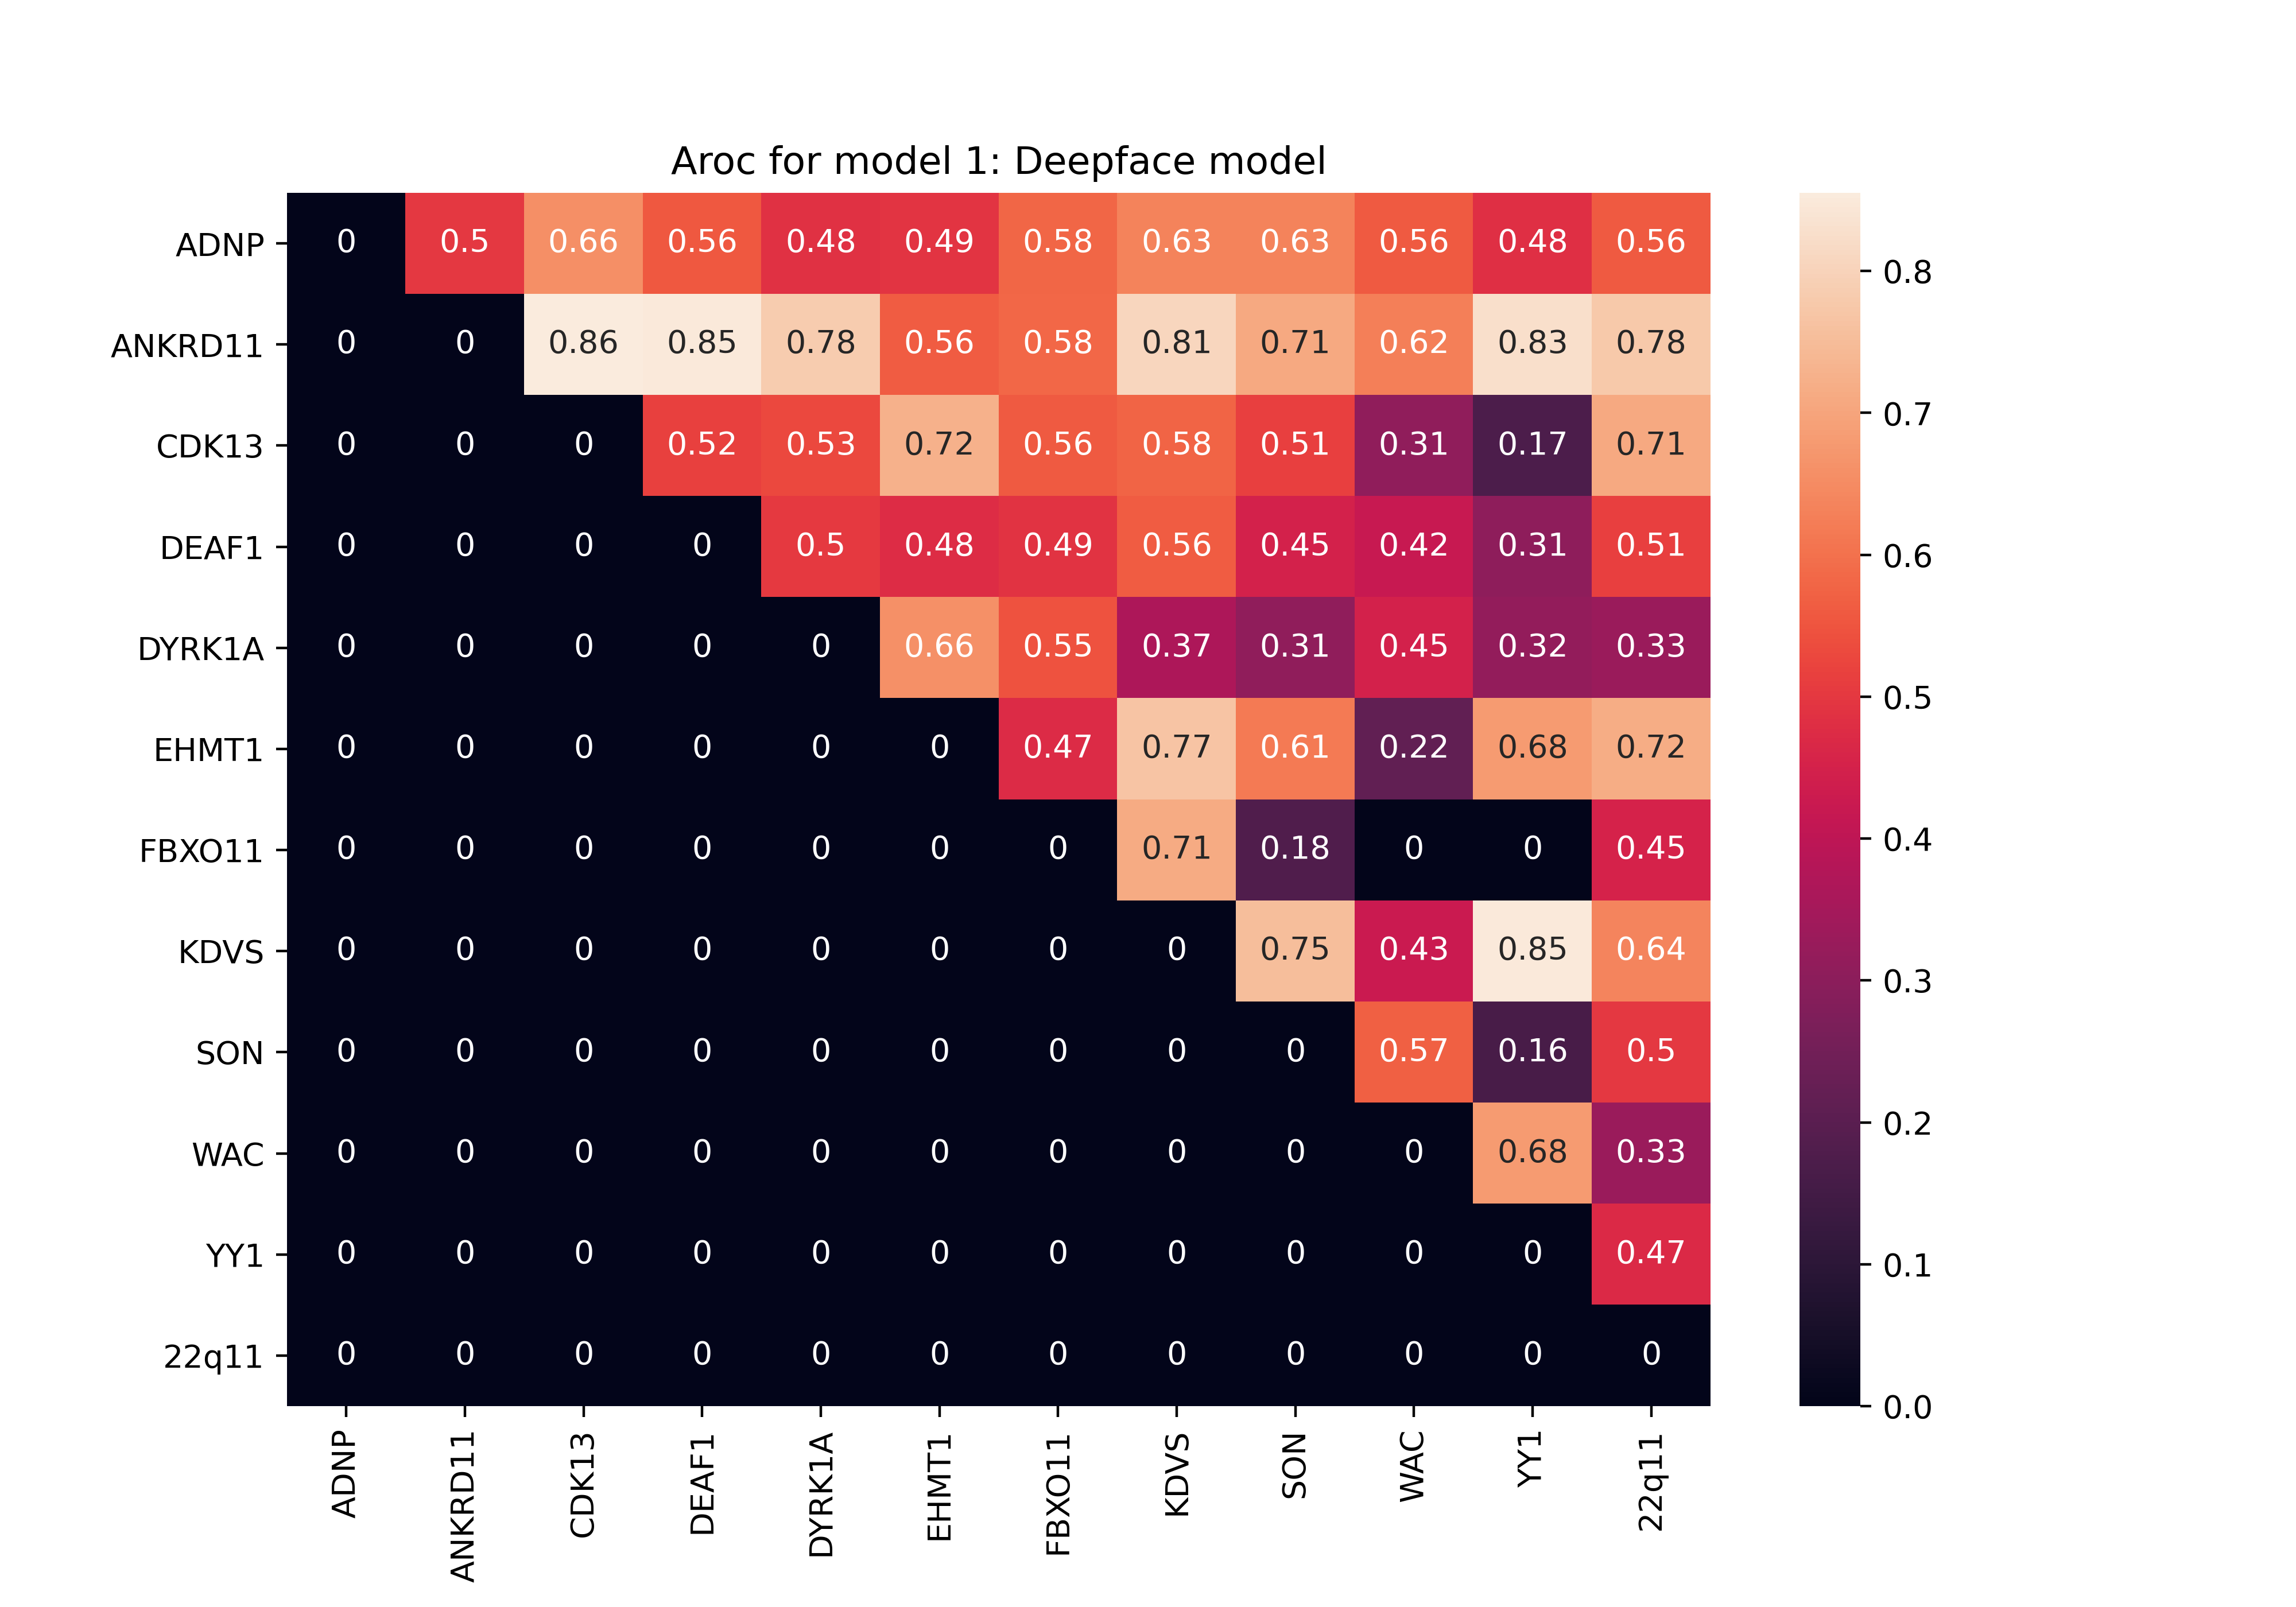 Aroc for model 1: Deepface model
ADNP 0 0.5 0.66 0.56 0.48 0.49 0.58 0.63 0.63 0.56 0.48 0.56
ANKRD11 0 0 0.86 0.85 0.78 0.56 0.58 0.81 0.71 0.62 0.83 0.78
CDK13 0 0 0 0.52 0.53 0.72 0.56 0.58 0.51 0.31 0.17 0.71
DEAF1 0 0 0 0 0.5 0.48 0.49 0.56 0.45 0.42 0.31 0.51
DYRK1A 0 0 0 0 0 0.66 0.55 0.37 0.31 0.45 0.32 0.33
EHMT1 0 0 0 0 0 0 0.47 0.77 0.61 0.22 0.68 0.72
FBXO11 0 0 0 0 0 0 0 0.71 0.18 0 0 0.45
KDVS 0 0 0 0 0 0 0 0 0.75 0.43 0.85 0.64
SON 0 0 0 0 0 0 0 0 0 0.57 0.16 0.5
WAC 0 0 0 0 0 0 0 0 0 0 0.68 0.33
YY1 0 0 0 0 0 0 0 0 0 0 0 0.47
22q11 0 0 0 0 0 0 0 0 0 0 0 0
ADNP ANKRD11 CDK13 DEAF1 DYRK1A EHMT1 FBXO11 KDVS SON WAC YY1 22q11
0.8
0.7
0.6
0.5
0.4
0.3
0.2
0.1
0.0